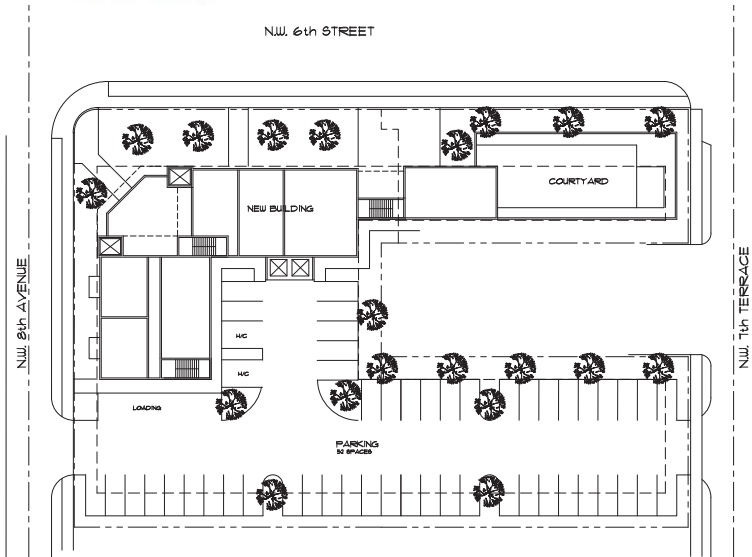 N.W. 6th STREET
COURTYARD
NEW BUILDING
N.W. 8th AVENUE
N.W. 7th TERRACE
H/C
H/C
LOADING
PARKING
52 SPACES